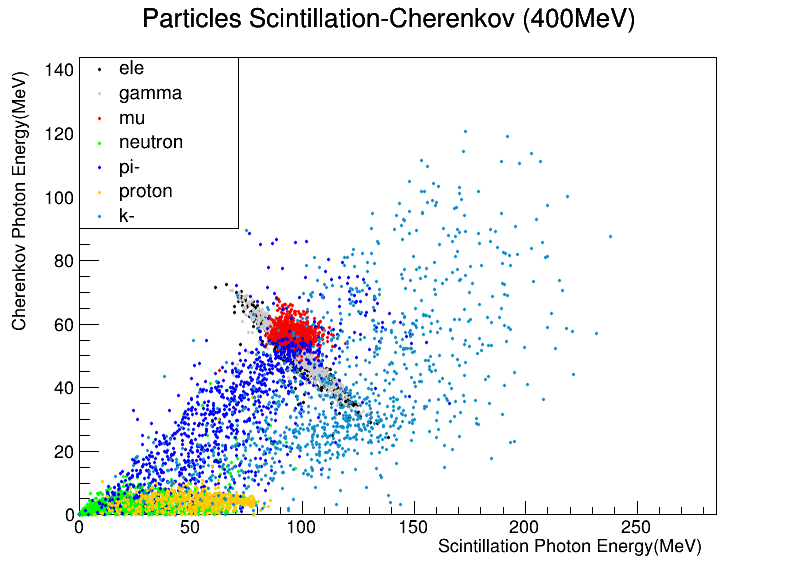 Particles Scintillation-Cherenkov (400MeV)
Cherenkov Photon Energy(MeV)
140
120
100
80
60
40
20
0
ele
gamma
mu
neutron
pi-
proton
k-
0 50 100 150 200 250
Scintillation Photon Energy(MeV)